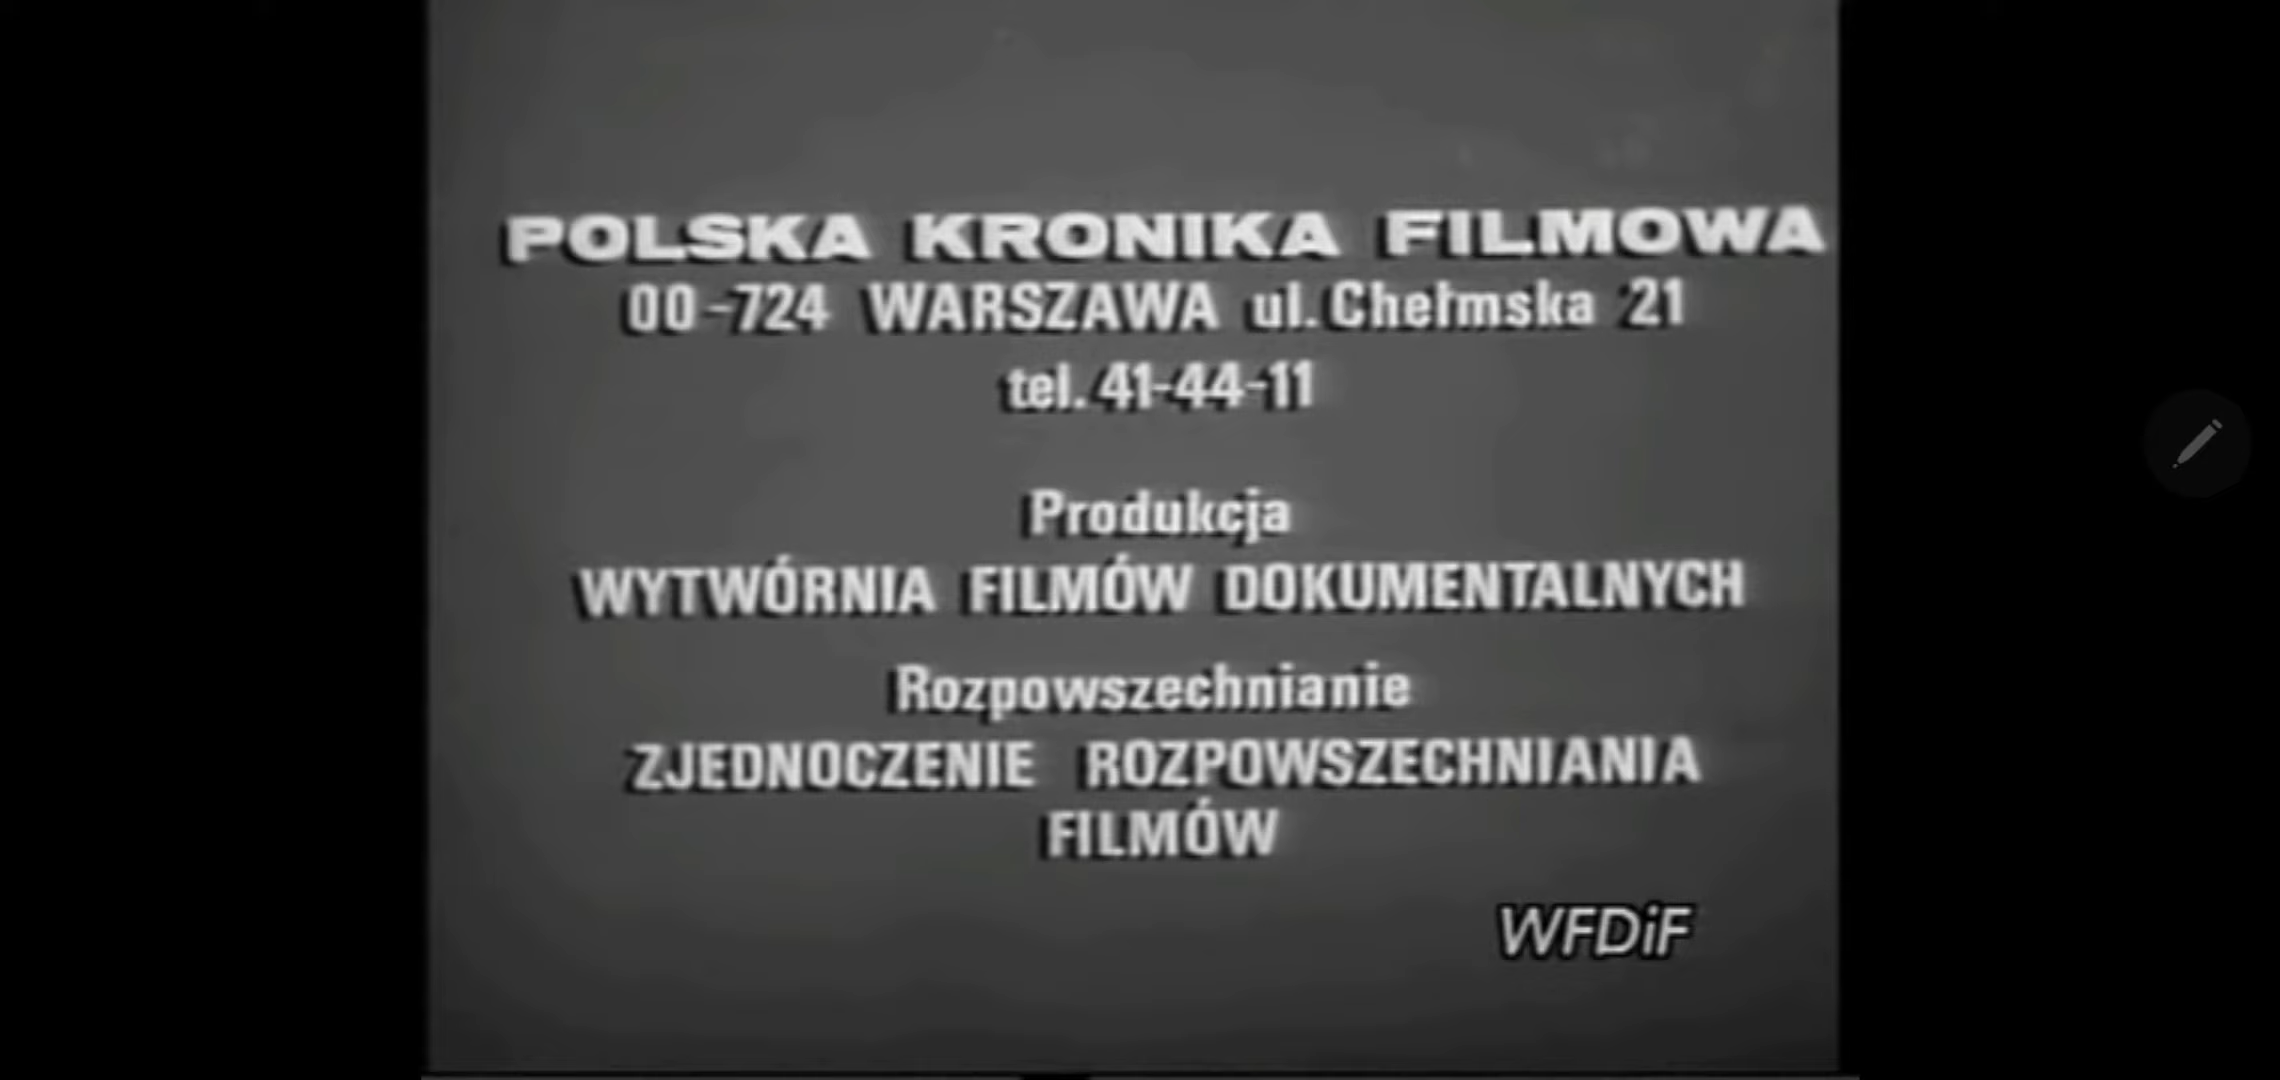 POLSKA KRONIKA FILMOWA
00-724 WARSZAWA ul. Chełmska 21
tel. 41-44-11
Produkcja
WYTWÓRNIA FILMÓW DOKUMENTALNYCH
Rozpowszechnianie
ZJEDNOCZENIE ROZPOWSZECHNIANIA
FILMÓW
WFDiF